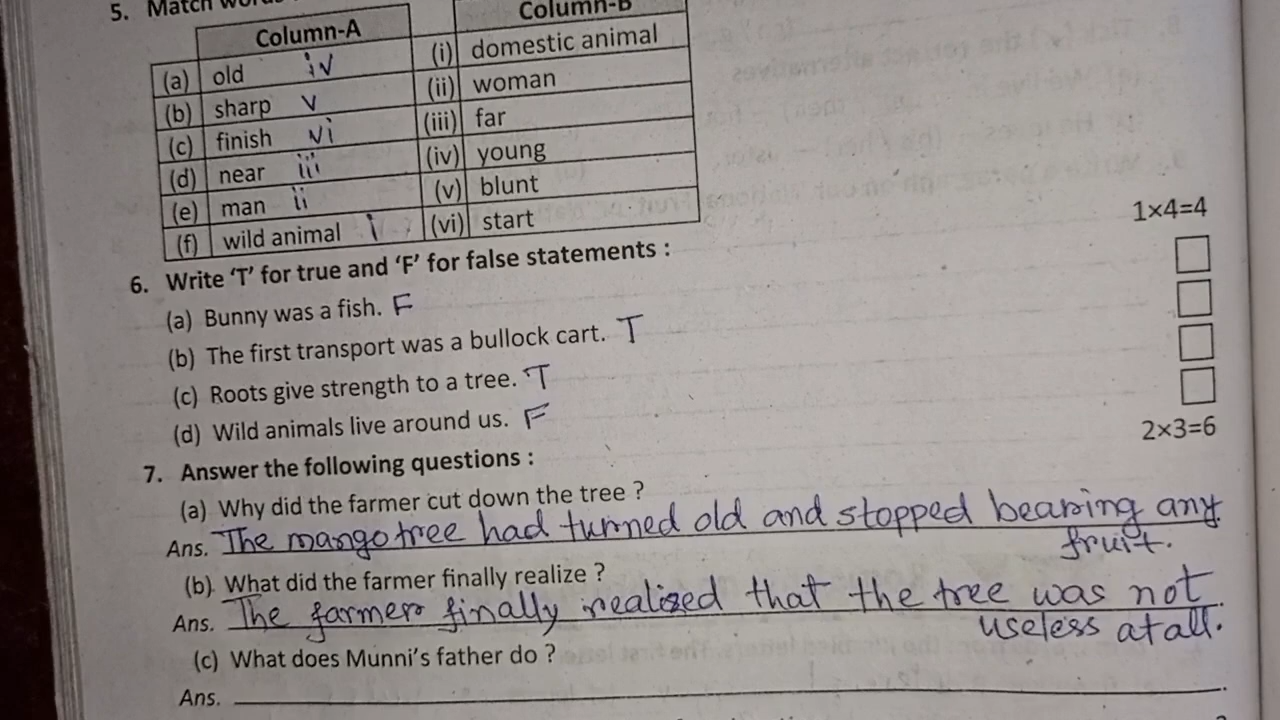 5. Match
Column-A Column-B
(a) old iv (i) domestic animal
(b) sharp v (ii) woman
(c) finish vi (iii) far
(d) near iii (iv) young
(e) man ii (v) blunt
(f) wild animal i (vi) start
1×4=4
6. Write ‘T’ for true and ‘F’ for false statements :
(a) Bunny was a fish. F
(b) The first transport was a bullock cart. T
(c) Roots give strength to a tree. T
(d) Wild animals live around us. F
2×3=6
7. Answer the following questions :
(a) Why did the farmer cut down the tree ?
Ans. The mango tree had turned old and stopped bearing any
fruit.
(b) What did the farmer finally realize ?
Ans. The farmer finally realized that the tree was not
useless at all.
(c) What does Munni’s father do ?
Ans.